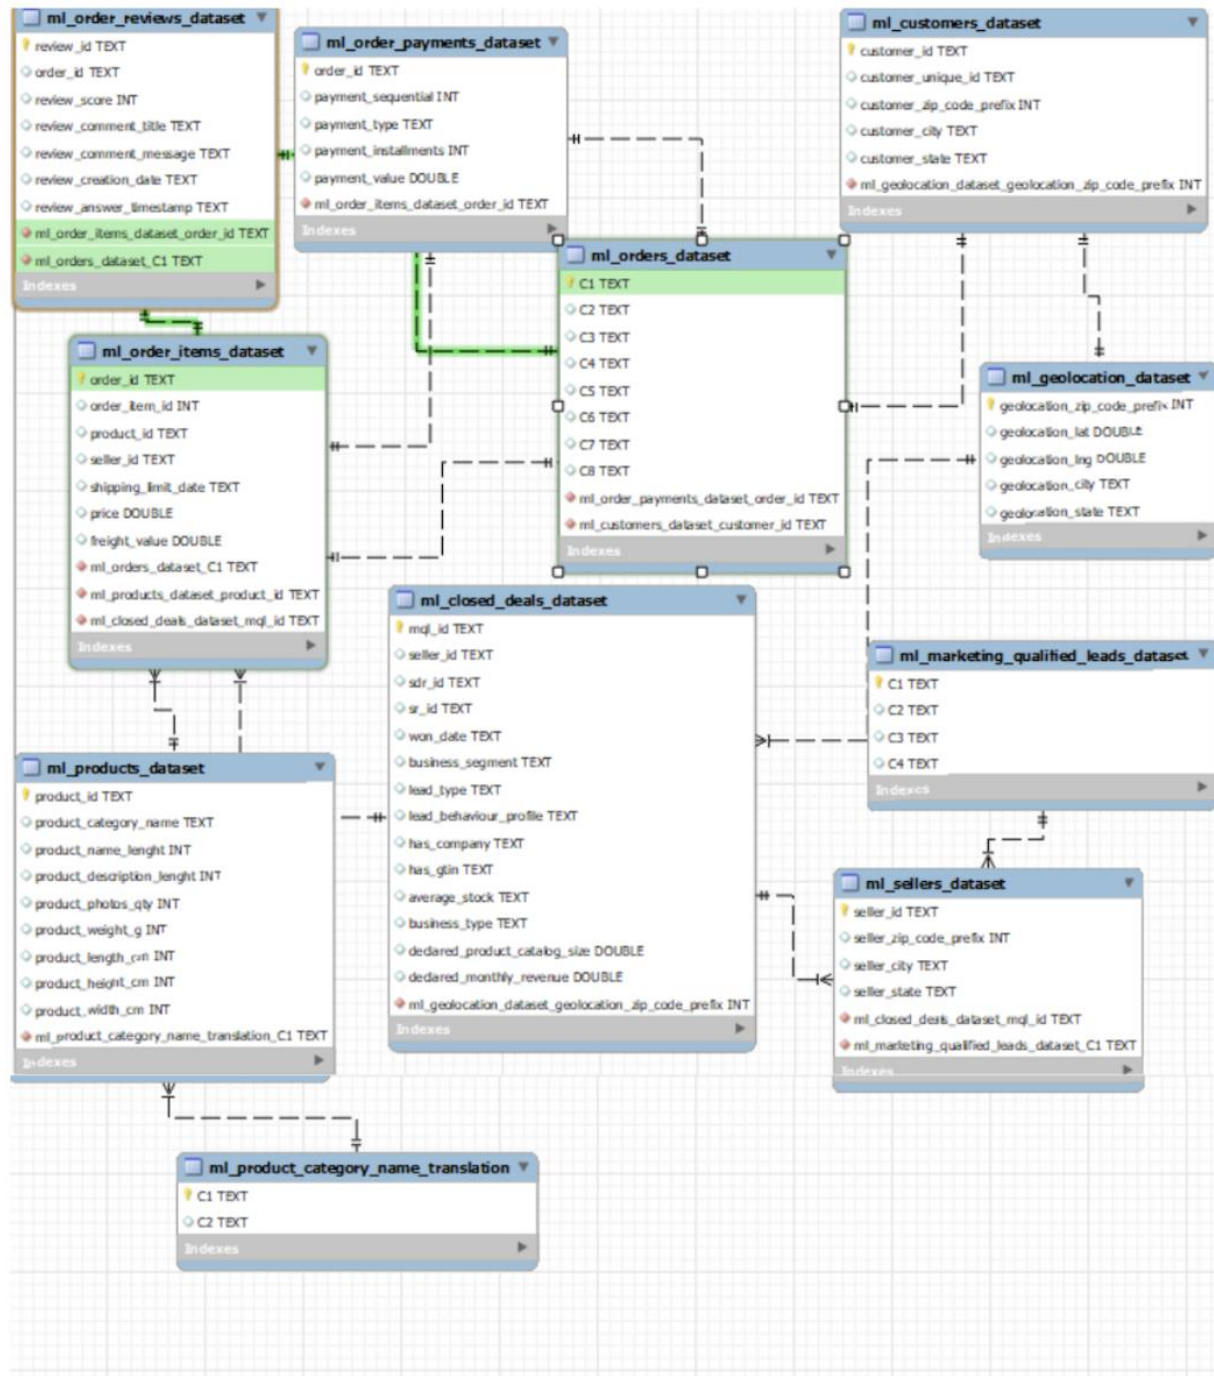 ml_order_reviews_dataset
review_id TEXT
order_id TEXT
review_score INT
review_comment_title TEXT
review_comment_message TEXT
review_creation_date TEXT
review_answer_timestamp TEXT
ml_order_items_dataset_order_id TEXT
ml_orders_dataset_C1 TEXT
Indexes
ml_order_payments_dataset
order_id TEXT
payment_sequential INT
payment_type TEXT
payment_installments INT
payment_value DOUBLE
ml_order_items_dataset_order_id TEXT
Indexes
ml_customers_dataset
customer_id TEXT
customer_unique_id TEXT
customer_zip_code_prefix INT
customer_city TEXT
customer_state TEXT
ml_geolocation_dataset_geolocation_zip_code_prefix INT
Indexes
ml_orders_dataset
C1 TEXT
C2 TEXT
C3 TEXT
C4 TEXT
C5 TEXT
C6 TEXT
C7 TEXT
C8 TEXT
ml_order_payments_dataset_order_id TEXT
ml_customers_dataset_customer_id TEXT
Indexes
ml_order_items_dataset
order_id TEXT
order_item_id INT
product_id TEXT
seller_id TEXT
shipping_limit_date TEXT
price DOUBLE
freight_value DOUBLE
ml_orders_dataset_C1 TEXT
ml_products_dataset_product_id TEXT
ml_closed_deals_dataset_mql_id TEXT
Indexes
ml_geolocation_dataset
geolocation_zip_code_prefix INT
geolocation_lat DOUBLE
geolocation_lng DOUBLE
geolocation_city TEXT
geolocation_state TEXT
Indexes
ml_closed_deals_dataset
mql_id TEXT
seller_id TEXT
sdr_id TEXT
sr_id TEXT
won_date TEXT
business_segment TEXT
lead_type TEXT
lead_behaviour_profile TEXT
has_company TEXT
has_gtin TEXT
average_stock TEXT
business_type TEXT
declared_product_catalog_size DOUBLE
declared_monthly_revenue DOUBLE
ml_geolocation_dataset_geolocation_zip_code_prefix INT
Indexes
ml_marketing_qualified_leads_dataset
C1 TEXT
C2 TEXT
C3 TEXT
C4 TEXT
Indexes
ml_products_dataset
product_id TEXT
product_category_name TEXT
product_name_lenght INT
product_description_lenght INT
product_photos_qty INT
product_weight_g INT
product_length_cm INT
product_height_cm INT
product_width_cm INT
ml_product_category_name_translation_C1 TEXT
Indexes
ml_sellers_dataset
seller_id TEXT
seller_zip_code_prefix INT
seller_city TEXT
seller_state TEXT
ml_closed_deals_dataset_mql_id TEXT
ml_marketing_qualified_leads_dataset_C1 TEXT
Indexes
ml_product_category_name_translation
C1 TEXT
C2 TEXT
Indexes